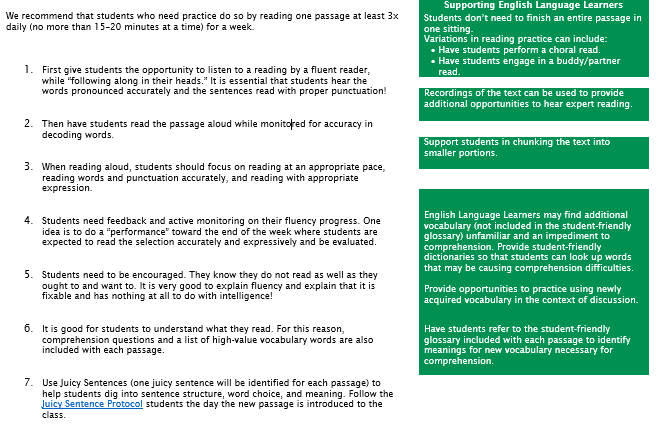 We recommend that students who need practice do so by reading one passage at least 3x
daily (no more than 15-20 minutes at a time) for a week.
1. First give students the opportunity to listen to a reading by a fluent reader,
while "following along in their heads." It is essential that students hear the
words pronounced accurately and the sentences read with proper punctuation!
2. Then have students read the passage aloud while monitored for accuracy in
decoding words.
3. When reading aloud, students should focus on reading at an appropriate pace,
reading words and punctuation accurately, and reading with appropriate
expression.
4. Students need feedback and active monitoring on their fluency progress. One
idea is to do a "performance" toward the end of the week where students are
expected to read the selection accurately and expressively and be evaluated.
5. Students need to be encouraged. They know they do not read as well as they
ought to and want to. It is very good to explain fluency and explain that it is
fixable and has nothing at all to do with intelligence!
6. It is good for students to understand what they read. For this reason,
comprehension questions and a list of high-value vocabulary words are also
included with each passage.
7. Use Juicy Sentences (one juicy sentence will be identified for each passage) to
help students dig into sentence structure, word choice, and meaning. Follow the
Juicy Sentence Protocol students the day the new passage is introduced to the
class.
Supporting English Language Learners
Students don't need to finish an entire passage in
one sitting.
Variations in reading practice can include:
• Have students perform a choral read.
• Have students engage in a buddy/partner
read.
Recordings of the text can be used to provide
additional opportunities to hear expert reading.
Support students in chunking the text into
smaller portions.
English Language Learners may find additional
vocabulary (not included in the student-friendly
glossary) unfamiliar and an impediment to
comprehension. Provide student-friendly
dictionaries so that students can look up words
that may be causing comprehension difficulties.
Provide opportunities to practice using newly
acquired vocabulary in the context of discussion.
Have students refer to the student-friendly
glossary included with each passage to identify
meanings for new vocabulary necessary for
comprehension.